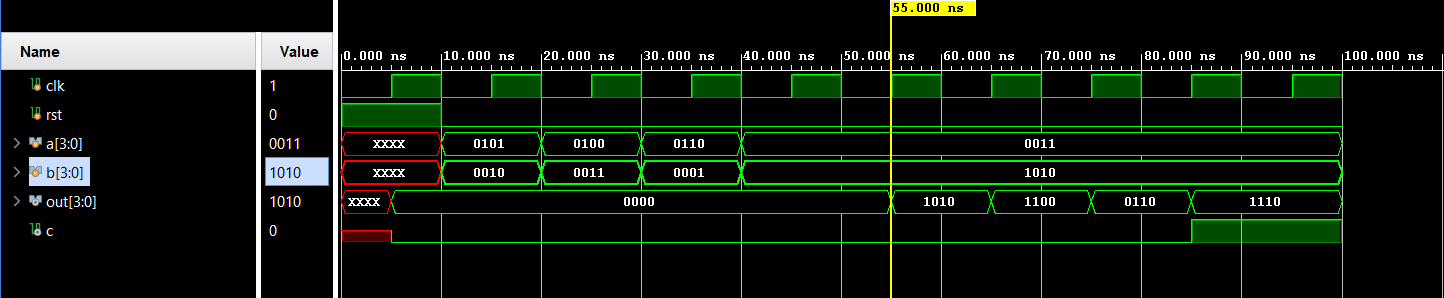 55.000 ns
Name Value 0.000 ns 10.000 ns 20.000 ns 30.000 ns 40.000 ns 50.000 ns 60.000 ns 70.000 ns 80.000 ns 90.000 ns 100.000 ns
clk 1
rst 0
a[3:0] 0011 XXXX 0101 0100 0110 0011
b[3:0] 1010 XXXX 0010 0011 0001 1010
out[3:0] 1010 XXXX 0000 1010 1100 0110 1110
c 0